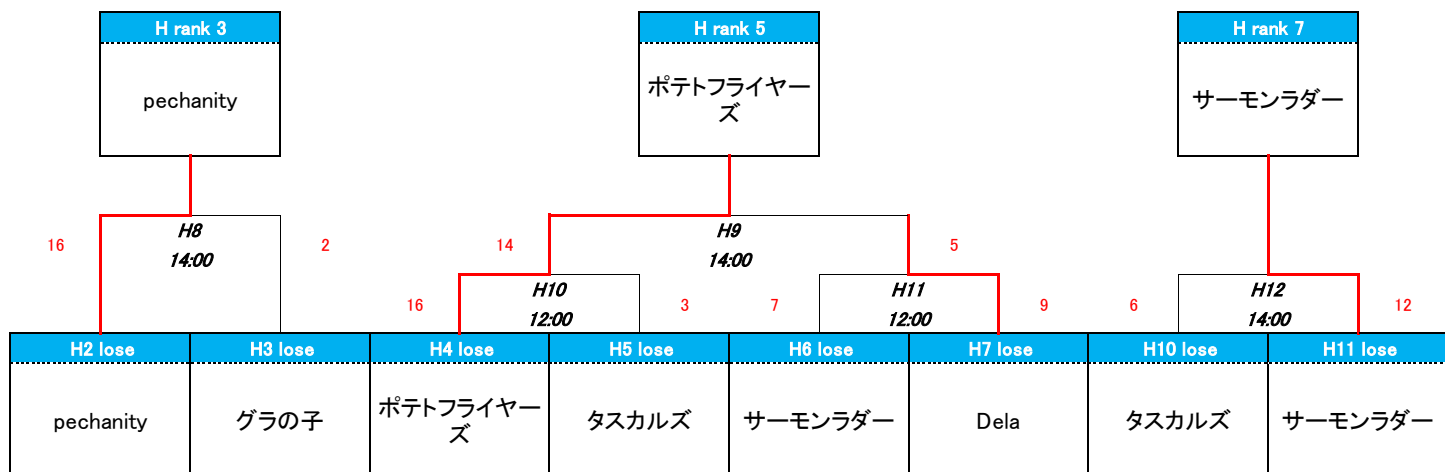 H rank 3
H rank 5
H rank 7
pechanity
ポテトフライヤー
ズ
サーモンラダー
16
H8
14:00
2
14
H9
14:00
5
16
H10
12:00
3
7
H11
12:00
9
6
H12
14:00
12
H2 lose
H3 lose
H4 lose
H5 lose
H6 lose
H7 lose
H10 lose
H11 lose
pechanity
グラの子
ポテトフライヤー
ズ
タスカルズ
サーモンラダー
Dela
タスカルズ
サーモンラダー